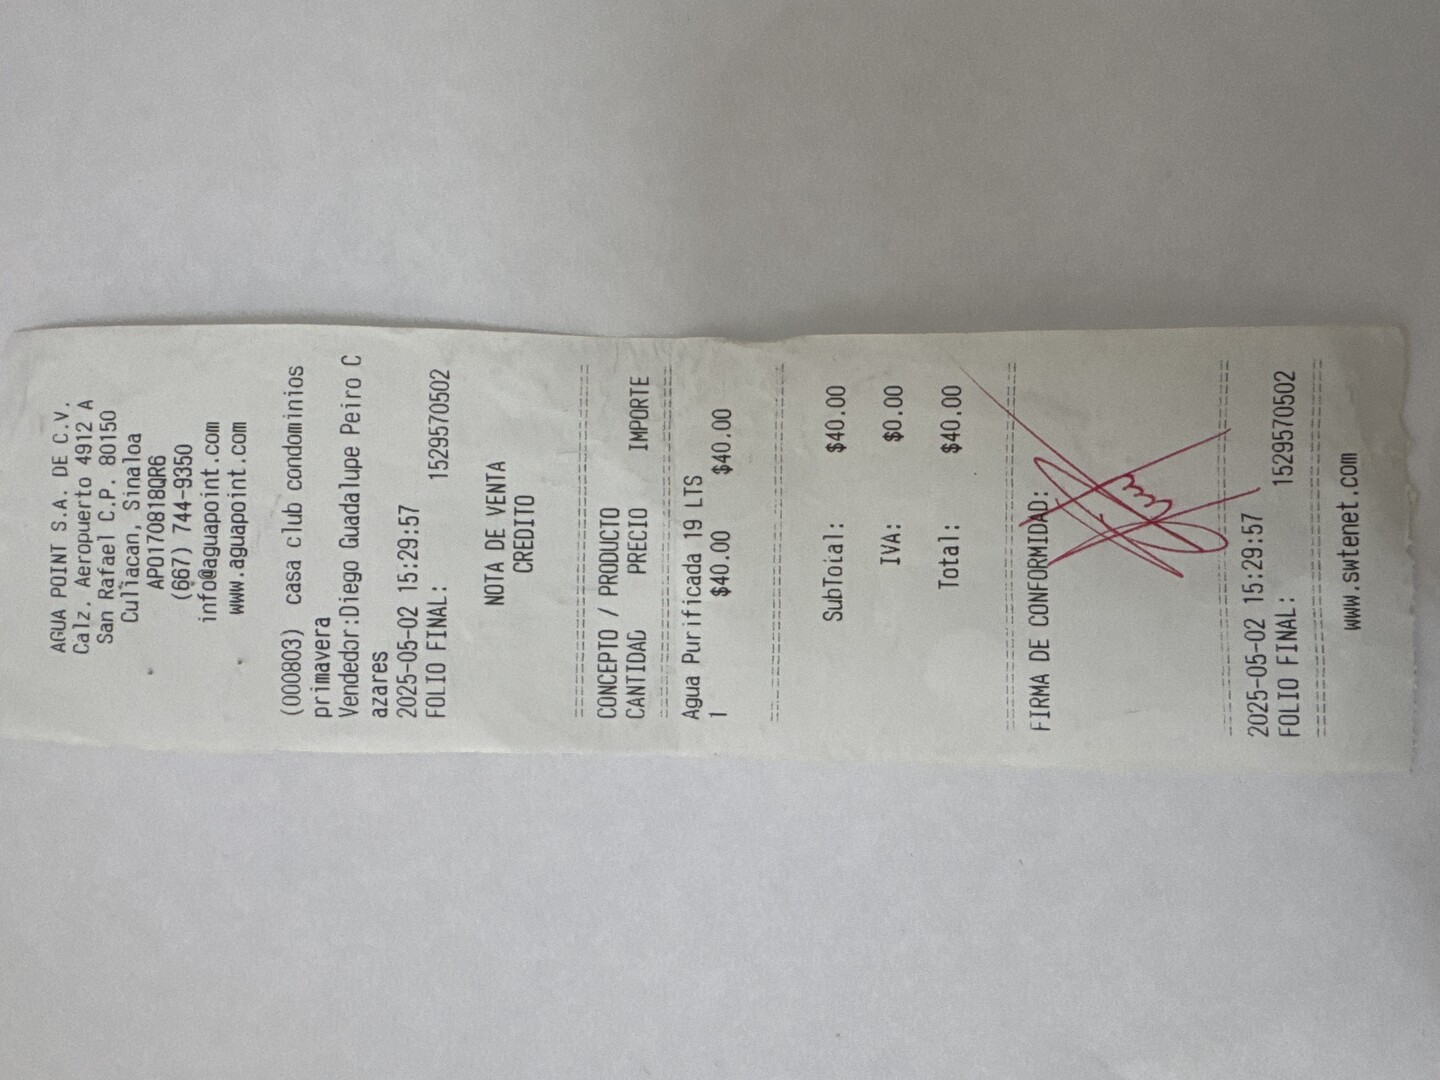 AGUA POINT S.A. DE C.V.
Calz. Aeropuerto 4912 A
San Rafael C.P. 80150
Culiacan, Sinaloa
APO170818QR6
(667) 744-9350
info@aguapoint.com
www.aguapoint.com
(000803) casa club condominios
primavera
Vendedor:Diego Guadalupe Peiro C
azares
2025-05-02 15:29:57
FOLIO FINAL: 1529570502
NOTA DE VENTA
CREDITO
CONCEPTO / PRODUCTO
CANTIDAD PRECIO IMPORTE
Agua Purificada 19 LTS
1 $40.00 $40.00
SubTotal: $40.00
IVA: $0.00
Total: $40.00
FIRMA DE CONFORMIDAD:
2025-05-02 15:29:57
FOLIO FINAL: 1529570502
www.swtenet.com